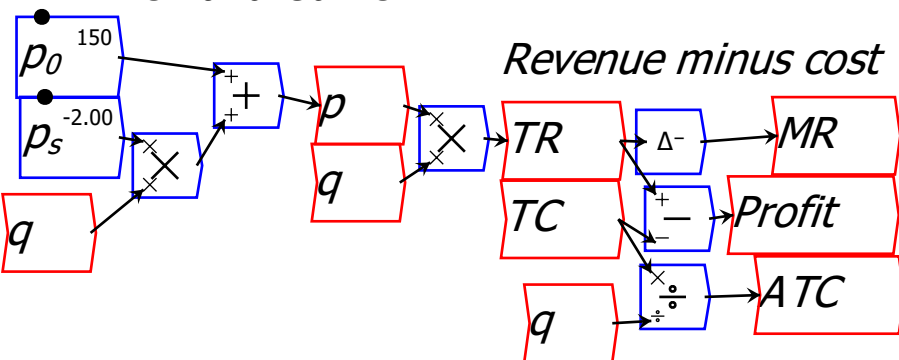 p₀ 150
pₛ -2.00
q
×
×
×
+
+
+
p
q
×
×
×
Revenue minus cost
TR
TC
q
Δ⁻
+
−
−
×
÷
÷
MR
Profit
ATC